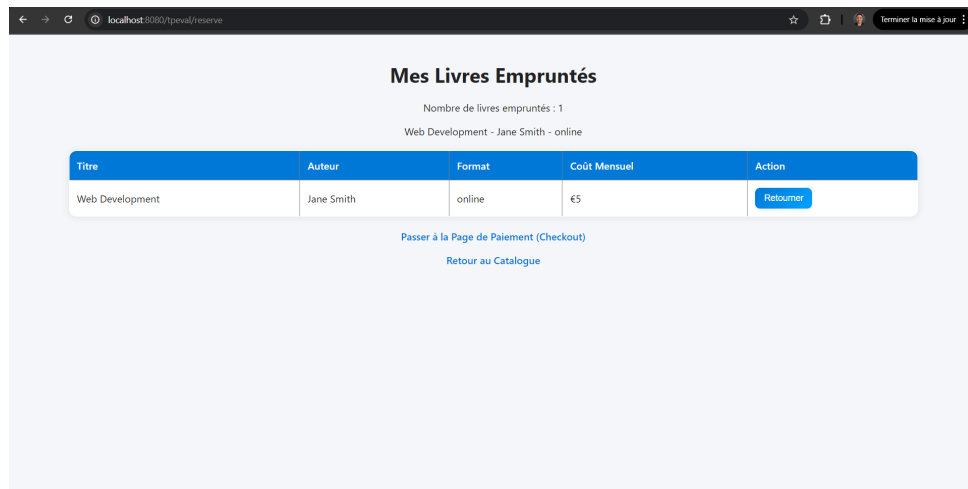 localhost:8080/tpeval/reserve
Terminer la mise à jour
Mes Livres Empruntés
Nombre de livres empruntés : 1
Web Development - Jane Smith - online
Titre Auteur Format Coût Mensuel Action
Web Development Jane Smith online €5 Retourner
Passer à la Page de Paiement (Checkout)
Retour au Catalogue